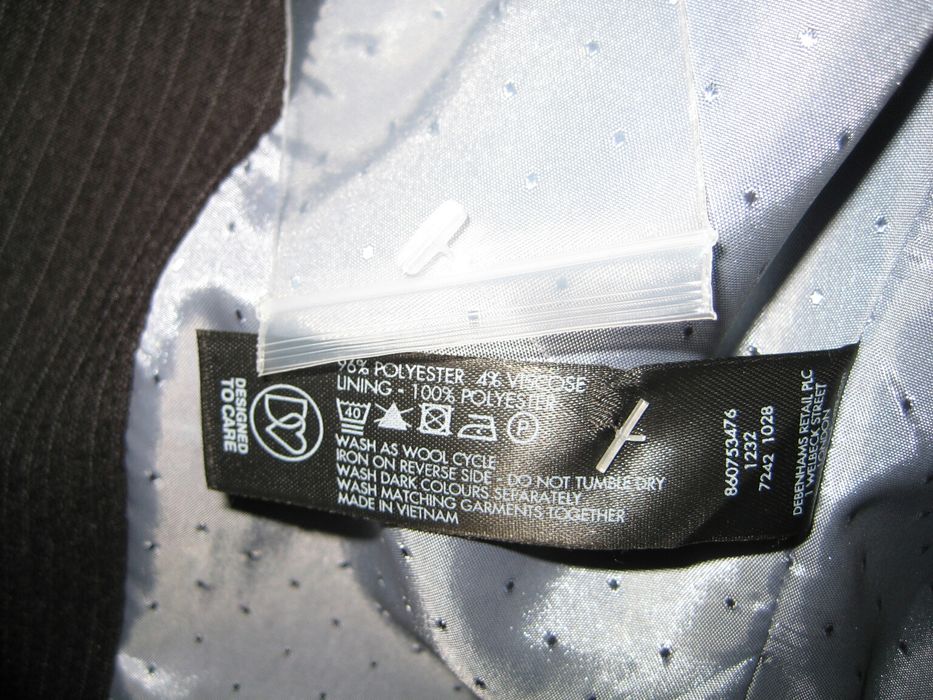 96% POLYESTER 4% VISCOSE
LINING - 100% POLYESTER
40
P
WASH AS WOOL CYCLE
IRON ON REVERSE SIDE - DO NOT TUMBLE DRY
WASH DARK COLOURS SEPARATELY
WASH MATCHING GARMENTS TOGETHER
MADE IN VIETNAM
DESIGNED
TO CARE
860753476
1232
7242 1028
DEBENHAMS RETAIL PLC
1 WELBECK STREET
LONDON